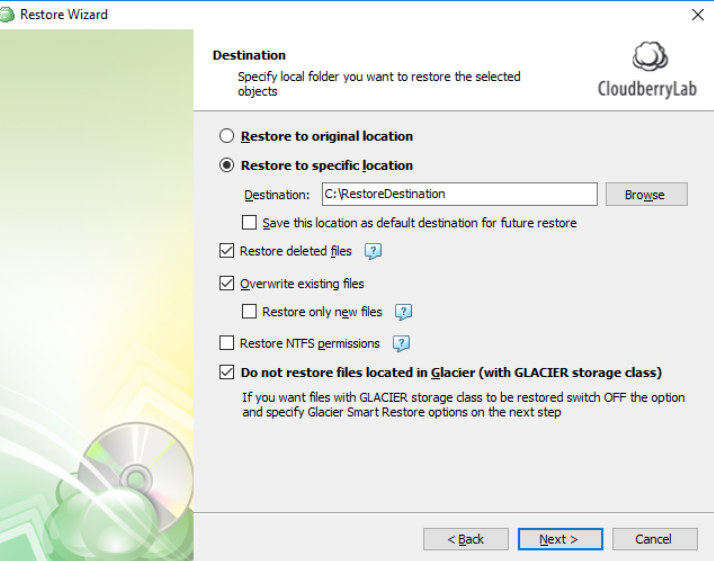 Restore Wizard
Destination
Specify local folder you want to restore the selected
objects
CloudberryLab
Restore to original location
Restore to specific location
Destination: C:\RestoreDestination Browse
Save this location as default destination for future restore
Restore deleted files ?
Overwrite existing files
Restore only new files ?
Restore NTFS permissions ?
Do not restore files located in Glacier (with GLACIER storage class)
If you want files with GLACIER storage class to be restored switch OFF the option
and specify Glacier Smart Restore options on the next step
< Back Next > Cancel